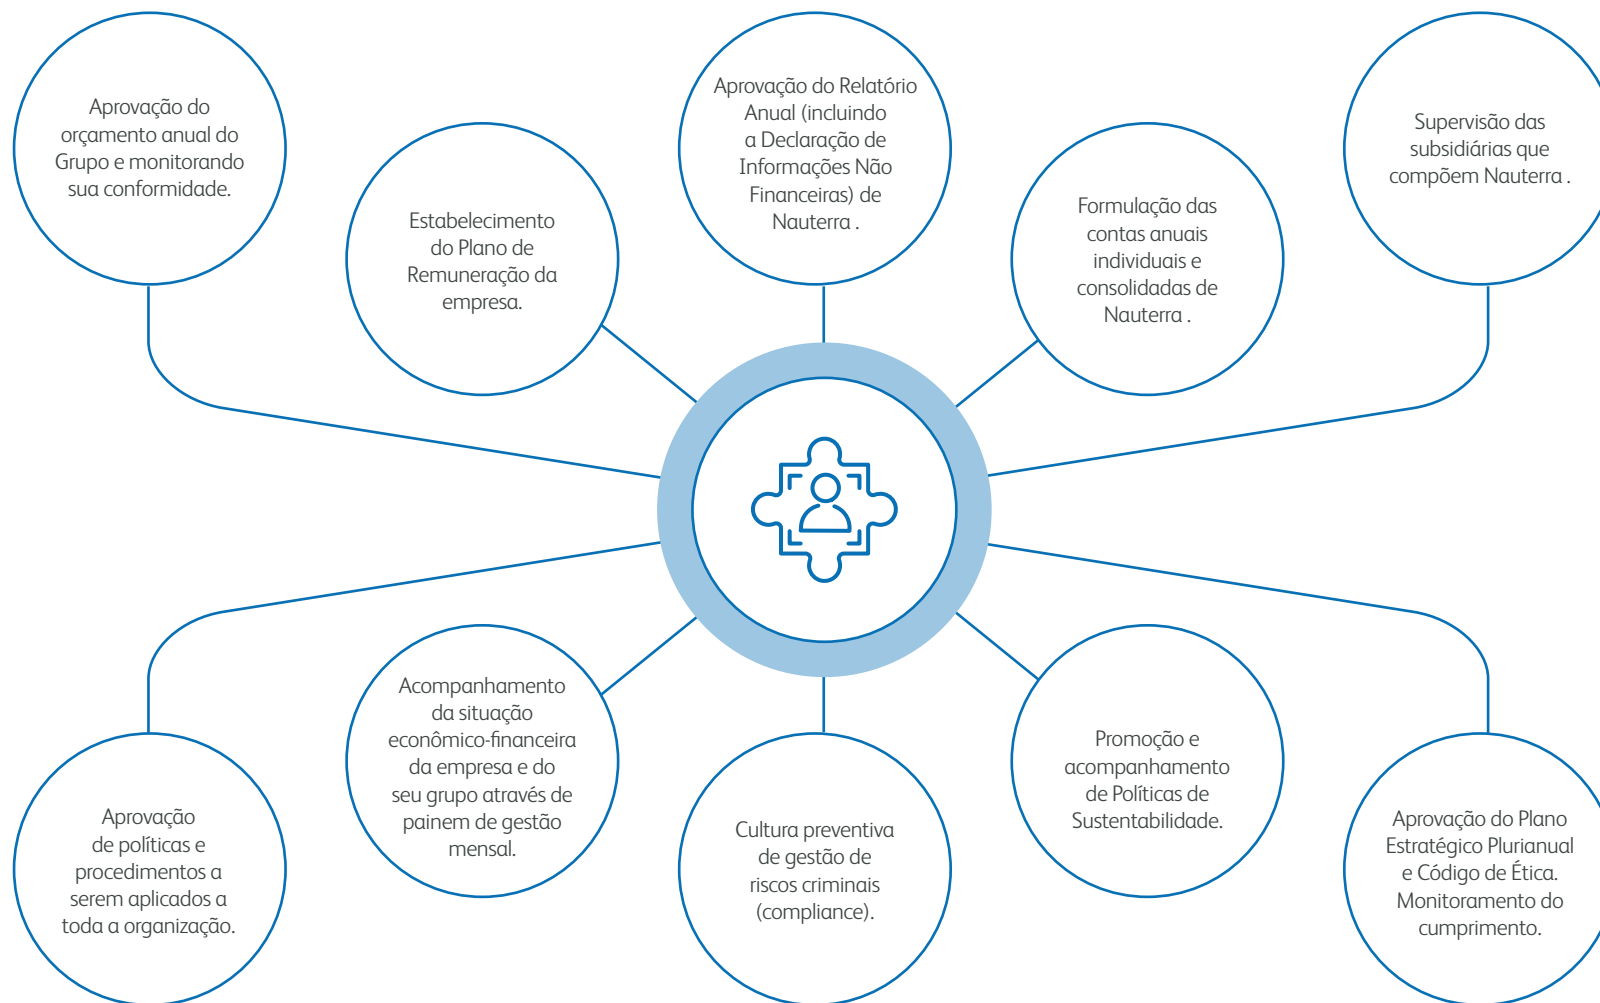 Aprovação do
orçamento anual do
Grupo e monitorando
sua conformidade.
Estabelecimento
do Plano de
Remuneração da
empresa.
Aprovação do Relatório
Anual (incluindo
a Declaração de
Informações Não
Financeiras) de
Nauterra .
Formulação das
contas anuais
individuais e
consolidadas de
Nauterra .
Supervisão das
subsidiárias que
compõem Nauterra .
Aprovação
de políticas e
procedimentos a
serem aplicados a
toda a organização.
Acompanhamento
da situação
econômico-financeira
da empresa e do
seu grupo através de
painem de gestão
mensal.
Cultura preventiva
de gestão de
riscos criminais
(compliance).
Promoção e
acompanhamento
de Políticas de
Sustentabilidade.
Aprovação do Plano
Estratégico Plurianual
e Código de Ética.
Monitoramento do
cumprimento.